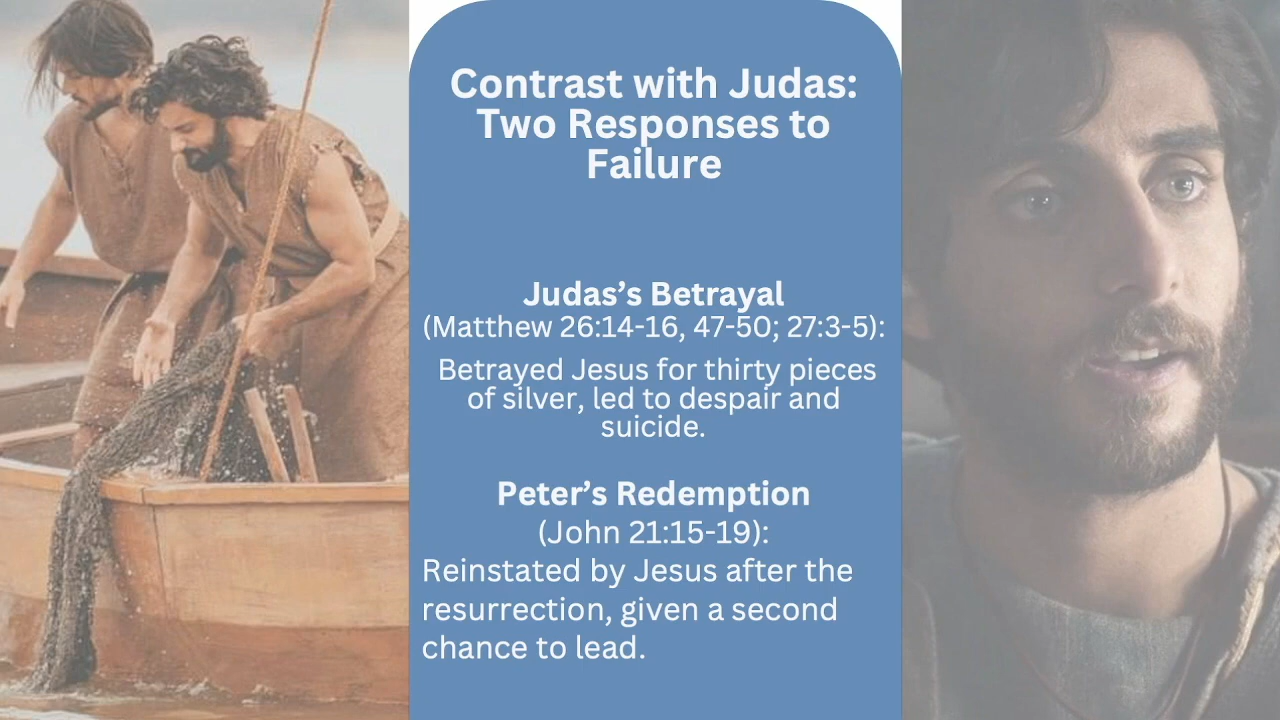 Contrast with Judas:
Two Responses to
Failure
Judas’s Betrayal
(Matthew 26:14-16, 47-50; 27:3-5):
Betrayed Jesus for thirty pieces
of silver, led to despair and
suicide.
Peter’s Redemption
(John 21:15-19):
Reinstated by Jesus after the
resurrection, given a second
chance to lead.